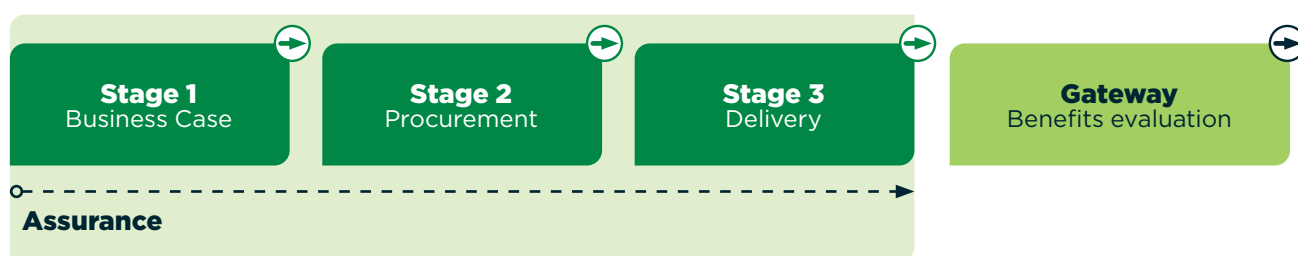 Stage 1
Business Case
Stage 2
Procurement
Stage 3
Delivery
Gateway
Benefits evaluation
Assurance